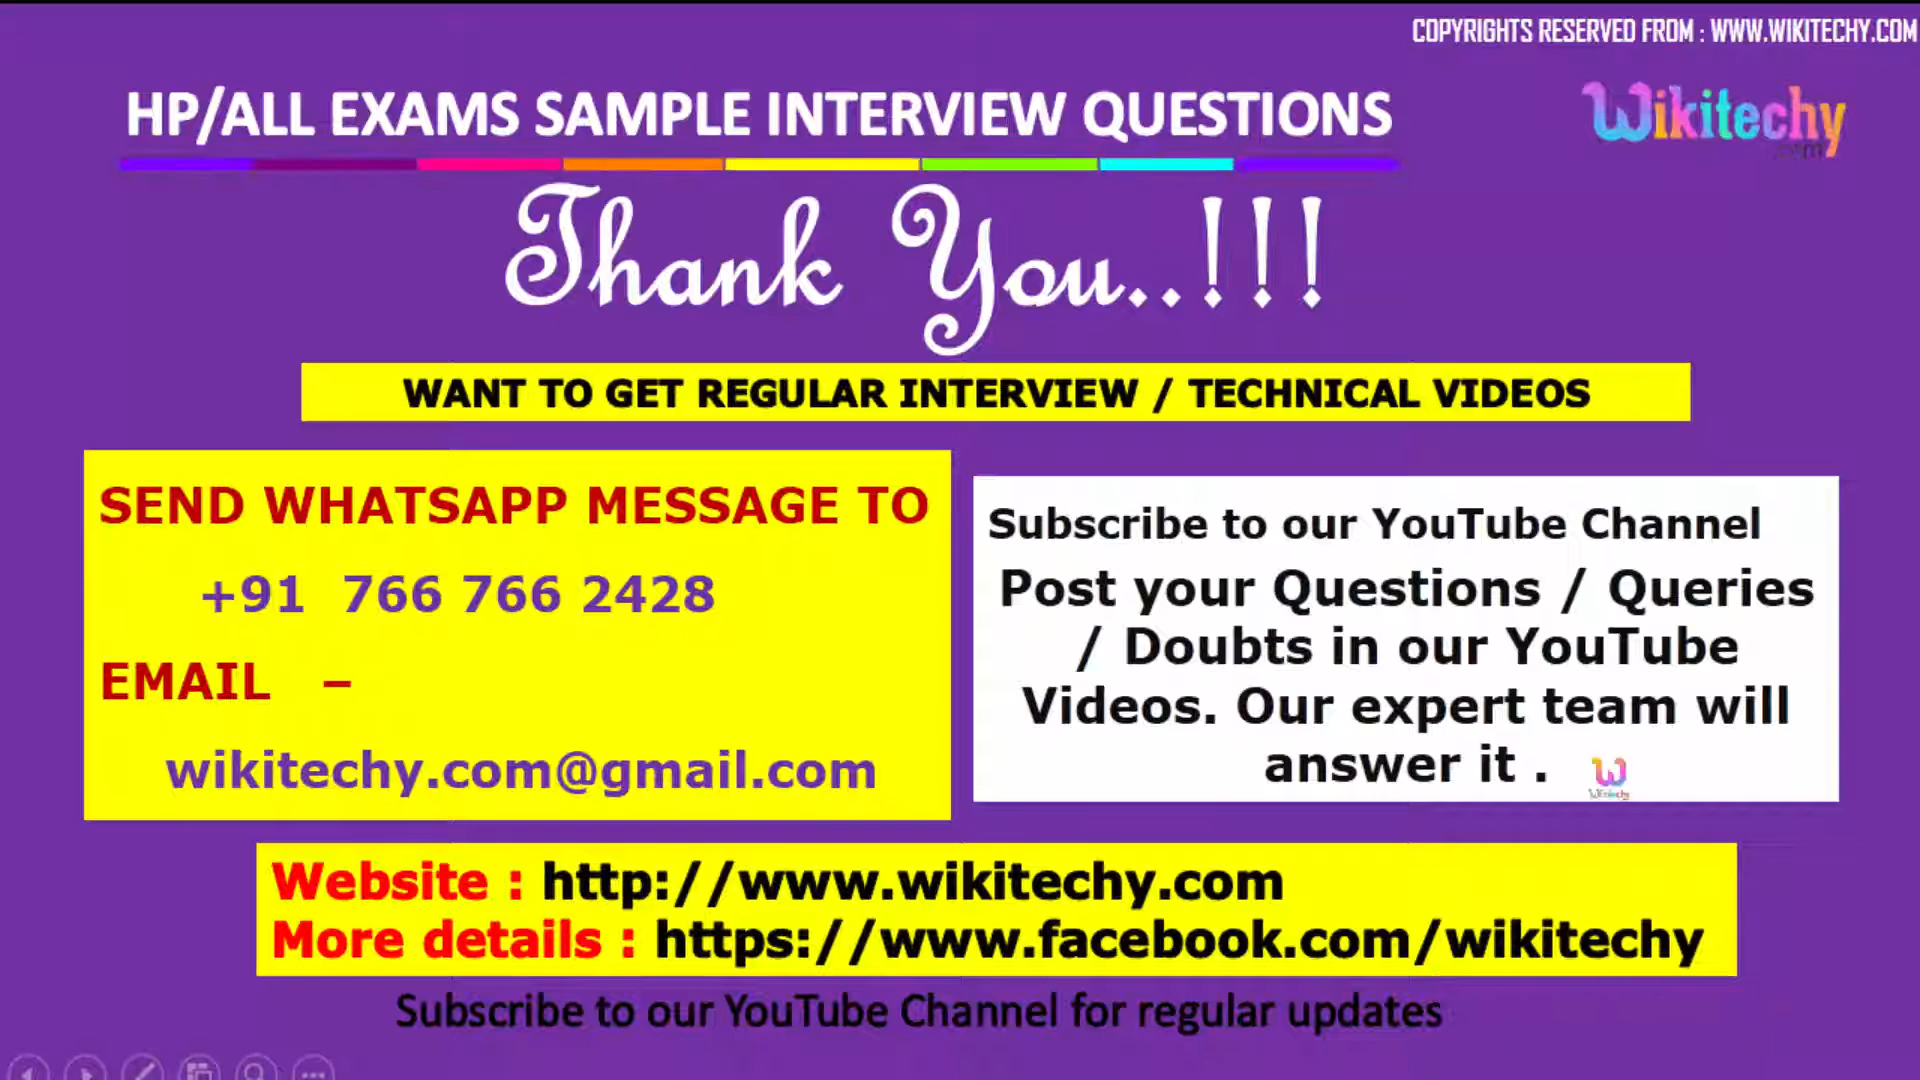 COPYRIGHTS RESERVED FROM : WWW.WIKITECHY.COM
HP/ALL EXAMS SAMPLE INTERVIEW QUESTIONS
Wikitechy
.com
Thank You..!!!
WANT TO GET REGULAR INTERVIEW / TECHNICAL VIDEOS
SEND WHATSAPP MESSAGE TO
+91 766 766 2428
EMAIL –
wikitechy.com@gmail.com
Subscribe to our YouTube Channel
Post your Questions / Queries
/ Doubts in our YouTube
Videos. Our expert team will
answer it .
Wikitechy
Website : http://www.wikitechy.com
More details : https://www.facebook.com/wikitechy
Subscribe to our YouTube Channel for regular updates